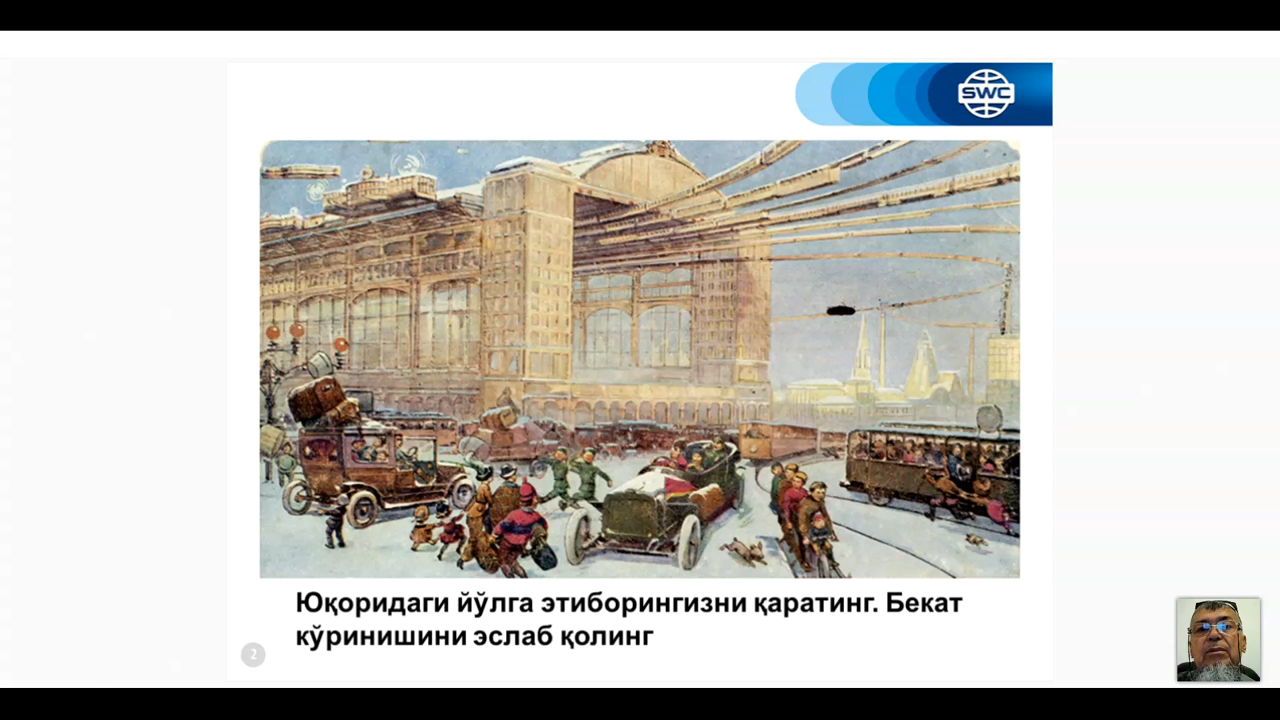 SWC
Юқоридаги йўлга этиборингизни қаратинг. Бекат
кўринишини эслаб қолинг
2